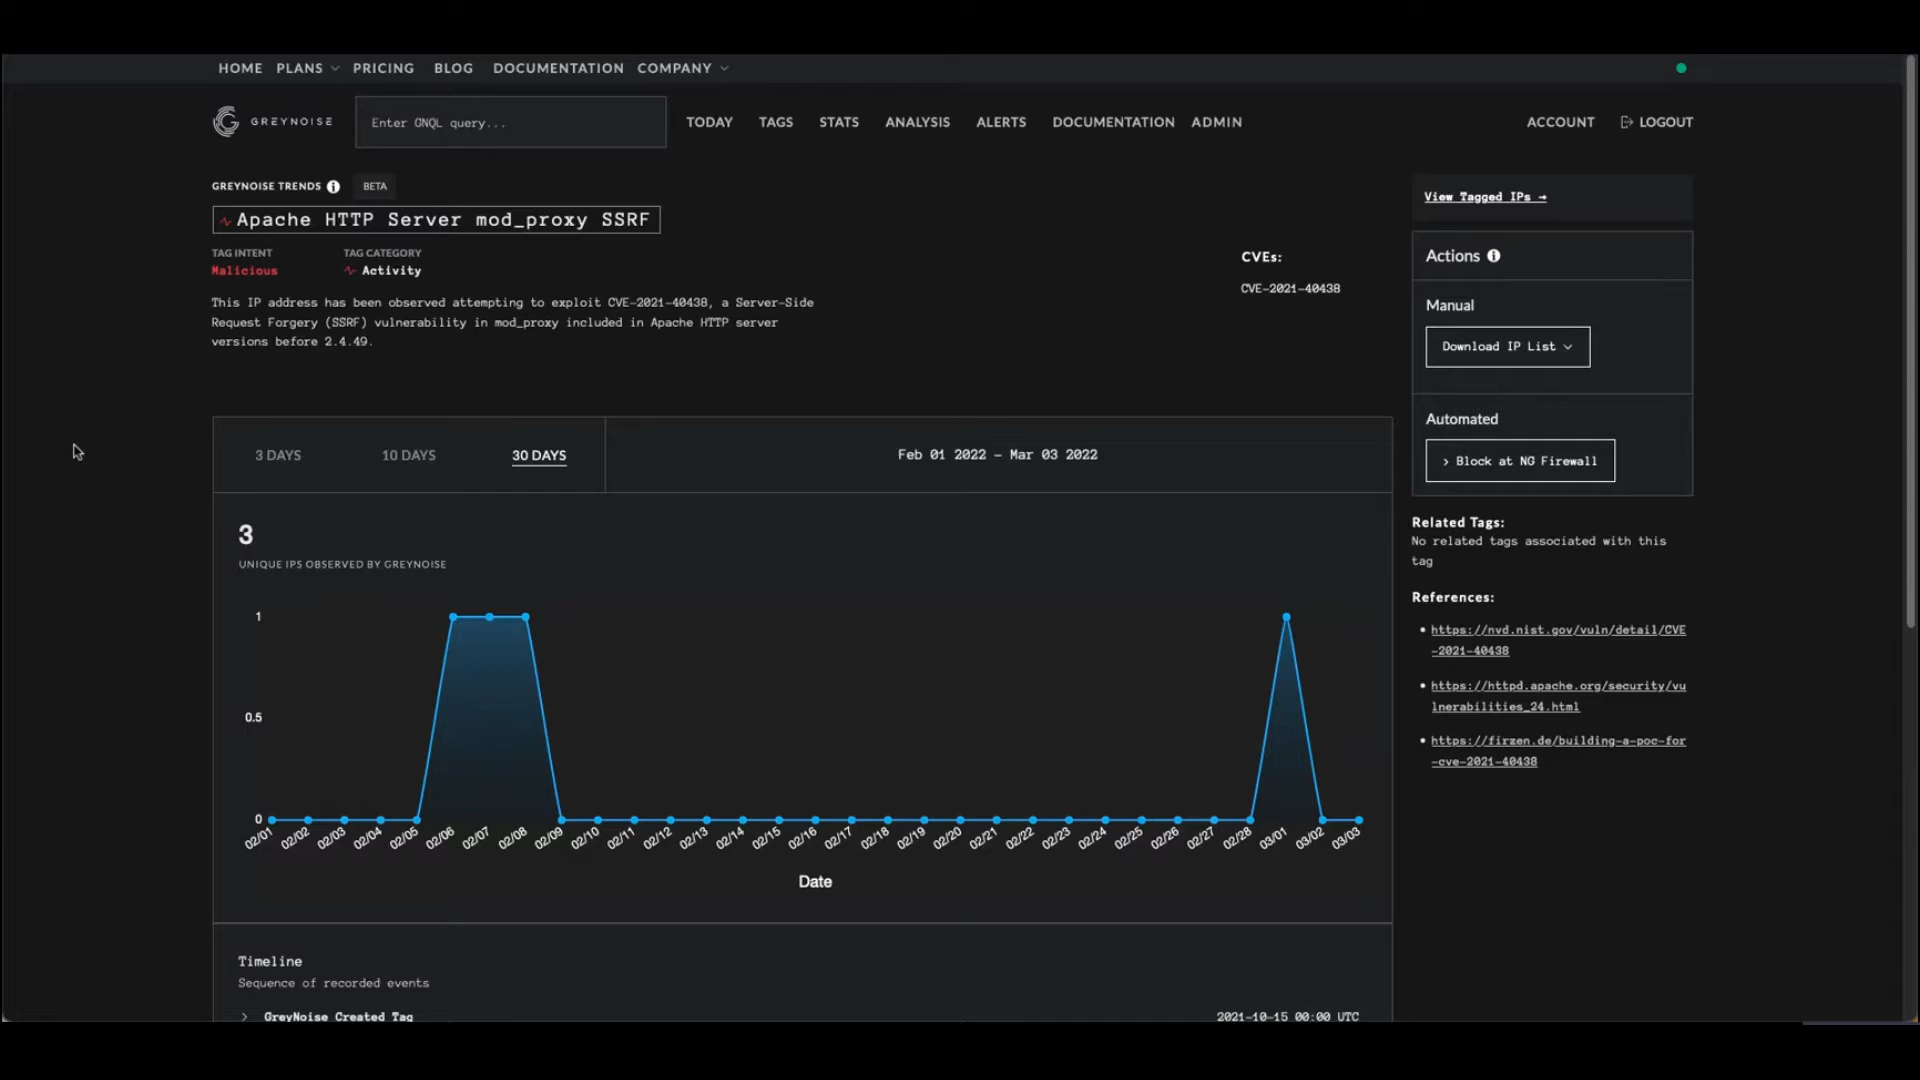 HOME PLANS PRICING BLOG DOCUMENTATION COMPANY
GREYNOISE
Enter GNQL query...
TODAY TAGS STATS ANALYSIS ALERTS DOCUMENTATION ADMIN
ACCOUNT LOGOUT
GREYNOISE TRENDS BETA
Apache HTTP Server mod_proxy SSRF
TAG INTENT TAG CATEGORY
Malicious Activity
This IP address has been observed attempting to exploit CVE-2021-40438, a Server-Side
Request Forgery (SSRF) vulnerability in mod_proxy included in Apache HTTP server
versions before 2.4.49.
CVEs:
CVE-2021-40438
View Tagged IPs →
Actions
Manual
Download IP List
Automated
> Block at NG Firewall
Related Tags:
No related tags associated with this
tag
References:
• https://nvd.nist.gov/vuln/detail/CVE
-2021-40438
• https://httpd.apache.org/security/vu
lnerabilities_24.html
• https://firzen.de/building-a-poc-for
-cve-2021-40438
3 DAYS 10 DAYS 30 DAYS
Feb 01 2022 - Mar 03 2022
3
UNIQUE IPS OBSERVED BY GREYNOISE
1
0.5
0
02/01 02/02 02/03 02/04 02/05 02/06 02/07 02/08 02/09 02/10 02/11 02/12 02/13 02/14 02/15 02/16 02/17 02/18 02/19 02/20 02/21 02/22 02/23 02/24 02/25 02/26 02/27 02/28 03/01 03/02 03/03
Date
Timeline
Sequence of recorded events
> GreyNoise Created Tag 2021-10-15 00:00 UTC